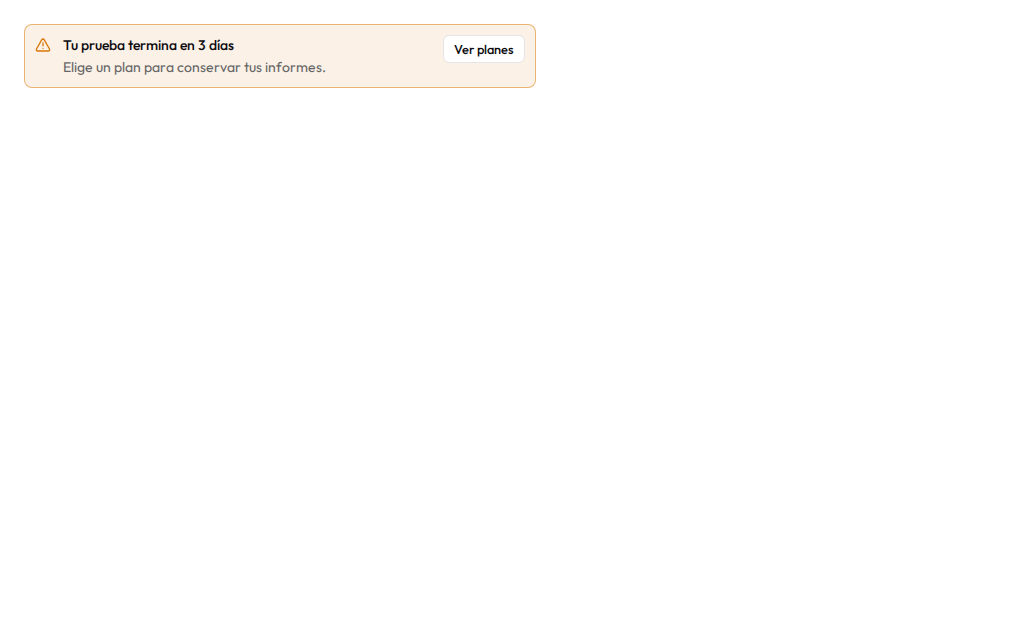 Tu prueba termina en 3 días
Elige un plan para conservar tus informes.
Ver planes